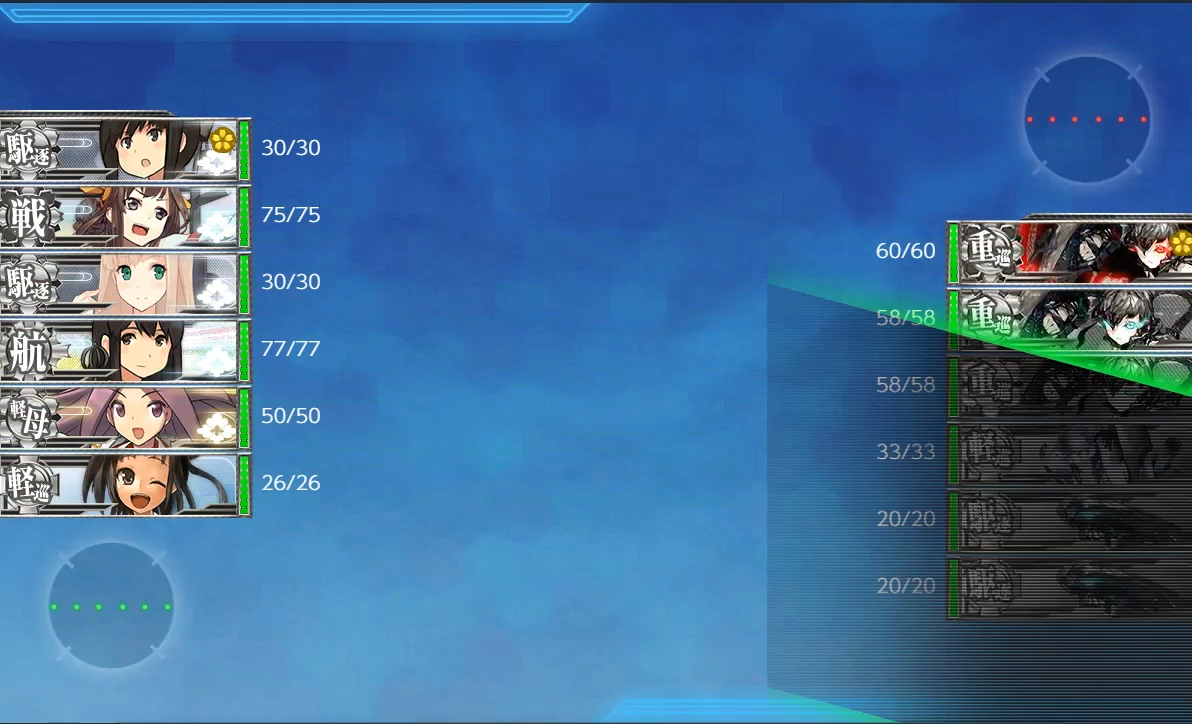 駆逐 30/30
戦 75/75
駆逐 30/30
航 77/77
軽母 50/50
軽巡 26/26
60/60 重巡
58/58 重巡
58/58 重巡
33/33 軽巡
20/20 駆逐
20/20 駆逐